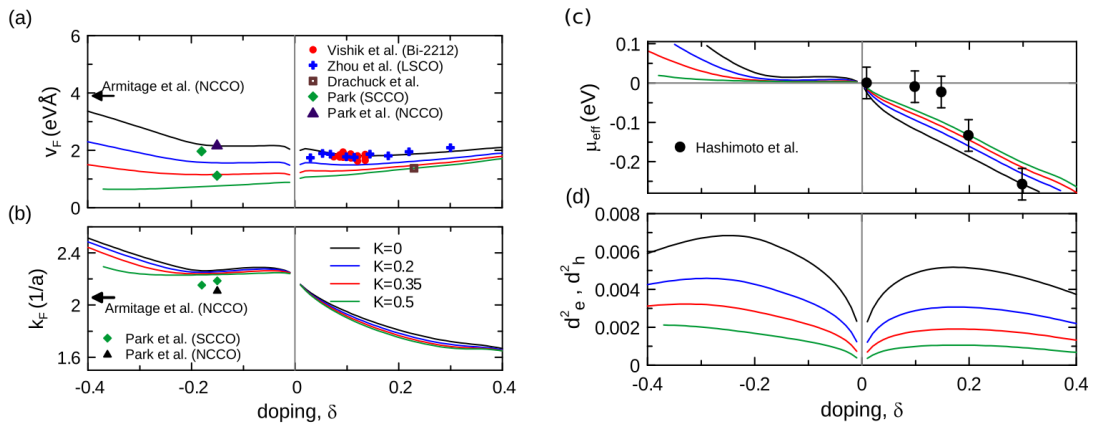 (a)
6
4
2
0
v_F (eVÅ)
Armitage et al. (NCCO)
Vishik et al. (Bi-2212)
Zhou et al. (LSCO)
Drachuck et al.
Park (SCCO)
Park et al. (NCCO)
(b)
2.4
2
1.6
k_F (1/a)
Armitage et al. (NCCO)
Park et al. (SCCO)
Park et al. (NCCO)
K=0
K=0.2
K=0.35
K=0.5
-0.4 -0.2 0 0.2 0.4
doping, δ
(c)
0.1
0
-0.1
-0.2
μ_eff (eV)
Hashimoto et al.
(d)
0.008
0.006
0.004
0.002
0
d²_e , d²_h
-0.4 -0.2 0 0.2 0.4
doping, δ